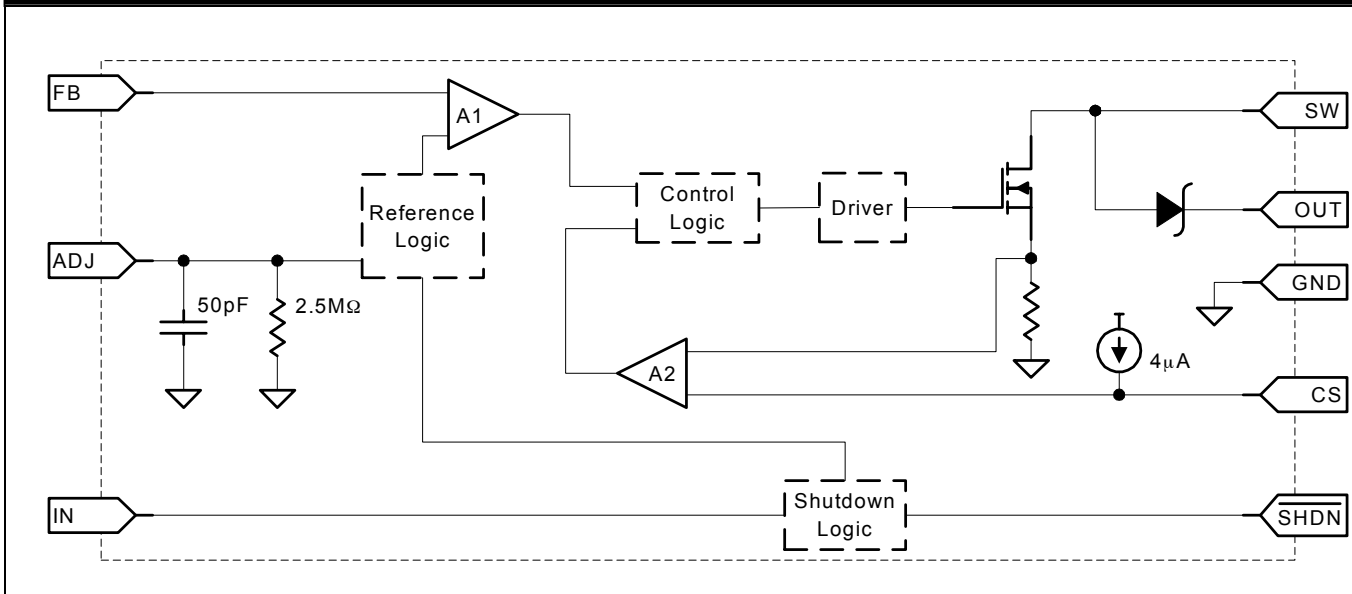 FB
A1
SW
Reference
Logic
Control
Logic
Driver
OUT
ADJ
GND
50pF
2.5MΩ
A2
4μA
CS
IN
Shutdown
Logic
SHDN